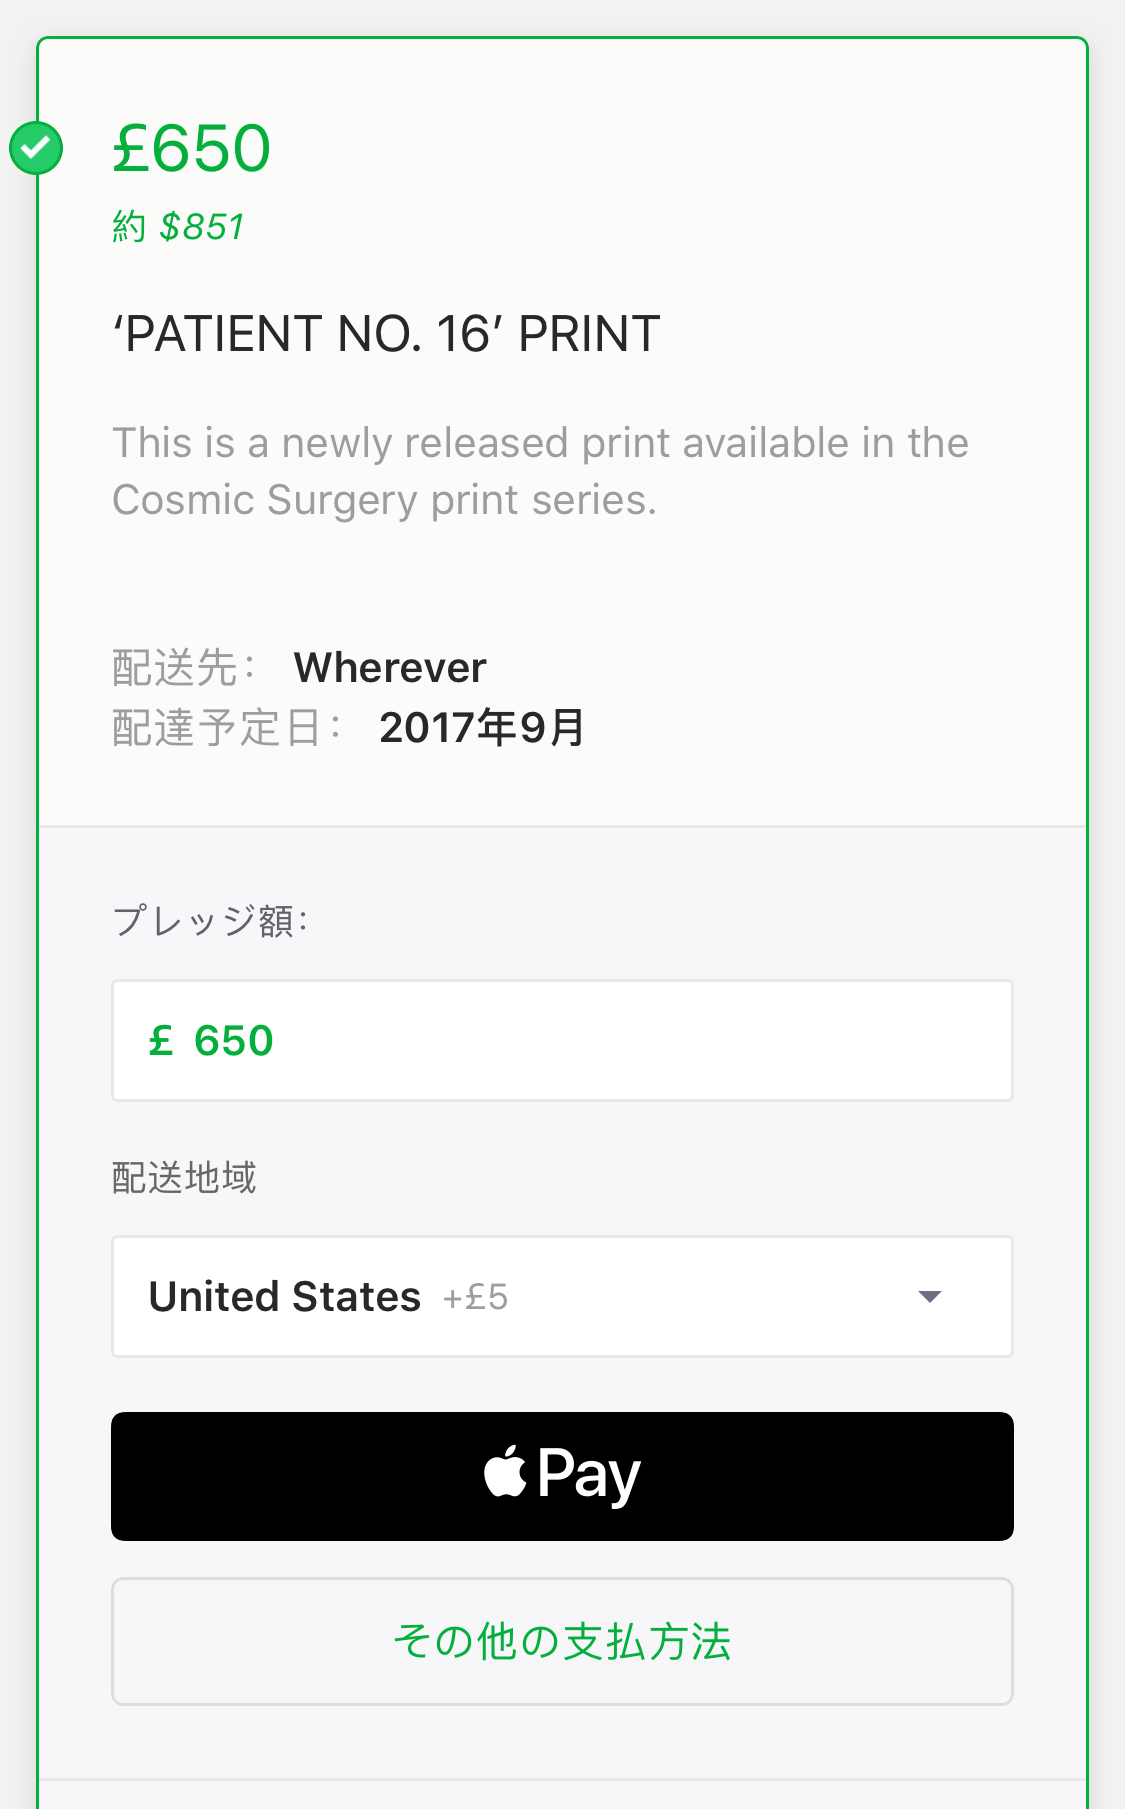 £650
約 $851
‘PATIENT NO. 16’ PRINT
This is a newly released print available in the
Cosmic Surgery print series.
配送先： Wherever
配達予定日： 2017年9月
プレッジ額:
£ 650
配送地域
United States +£5
Pay
その他の支払方法